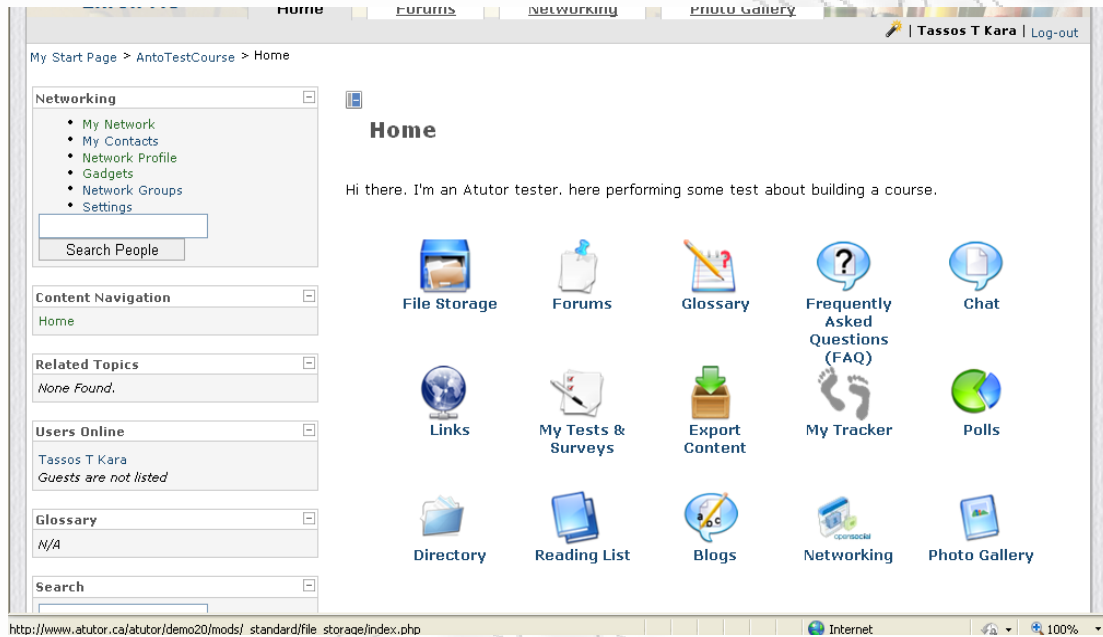 Home Forums Networking Photo Gallery
| Tassos T Kara | Log-out
My Start Page > AntoTestCourse > Home
Networking
My Network
My Contacts
Network Profile
Gadgets
Network Groups
Settings
Search People
Content Navigation
Home
Related Topics
None Found.
Users Online
Tassos T Kara
Guests are not listed
Glossary
N/A
Search
Home
Hi there. I'm an Atutor tester. here performing some test about building a course.
File Storage
Forums
Glossary
Frequently
Asked
Questions
(FAQ)
Chat
Links
My Tests &
Surveys
Export
Content
My Tracker
Polls
Directory
Reading List
Blogs
opensocial
Networking
Photo Gallery
http://www.atutor.ca/atutor/demo20/mods/_standard/file_storage/index.php
Internet
100%